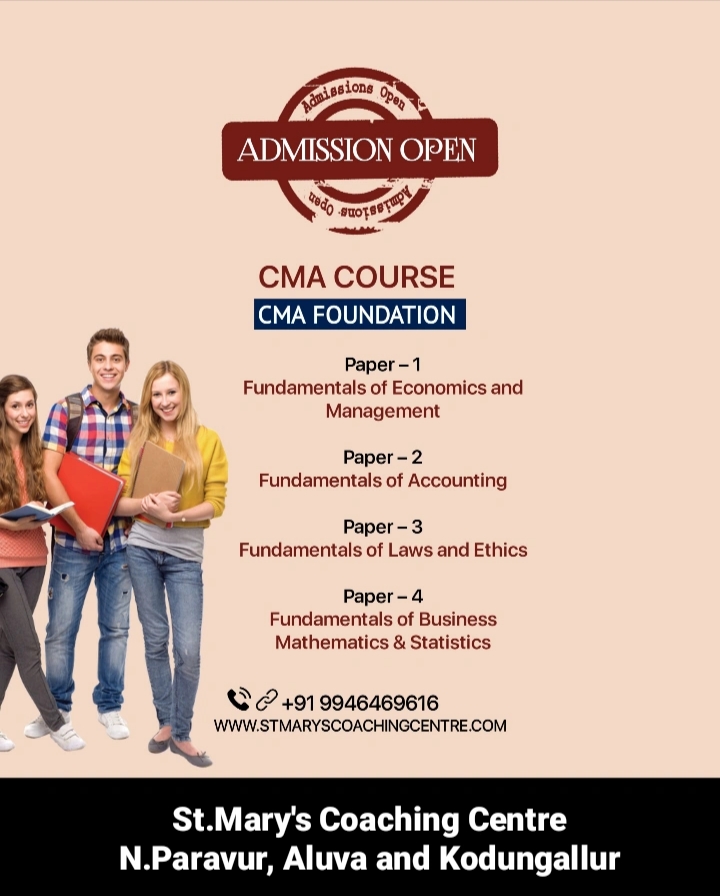 Admissions Open
ADMISSION OPEN
Admissions Open
CMA COURSE
CMA FOUNDATION
Paper – 1
Fundamentals of Economics and
Management
Paper – 2
Fundamentals of Accounting
Paper – 3
Fundamentals of Laws and Ethics
Paper – 4
Fundamentals of Business
Mathematics & Statistics
+91 9946469616
WWW.STMARYSCOACHINGCENTRE.COM
St.Mary's Coaching Centre
N.Paravur, Aluva and Kodungallur